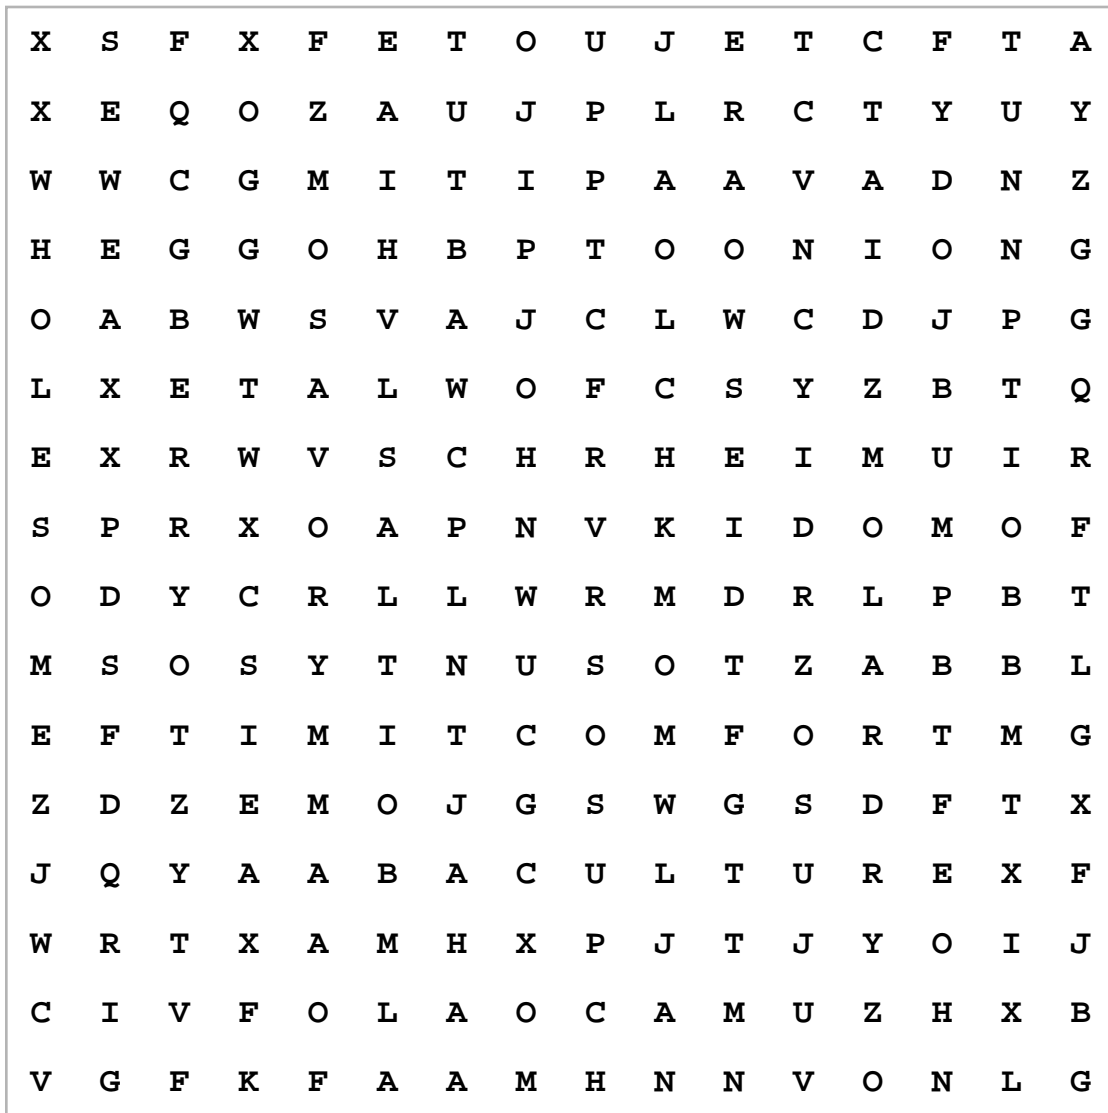 X S F X F E T O U J E T C F T A
X E Q O Z A U J P L R C T Y U Y
W W C G M I T I P A A V A D N Z
H E G G O H B P T O O N I O N G
O A B W S V A J C L W C D J P G
L X E T A L W O F C S Y Z B T Q
E X R W V S C H R H E I M U I R
S P R X O A P N V K I D O M O F
O D Y C R L L W R M D R L P B T
M S O S Y T N U S O T Z A B B L
E F T I M I T C O M F O R T M G
Z D Z E M O J G S W G S D F T X
J Q Y A A B A C U L T U R E X F
W R T X A M H X P J T J Y O I J
C I V F O L A O C A M U Z H X B
V G F K F A A M H N N V O N L G